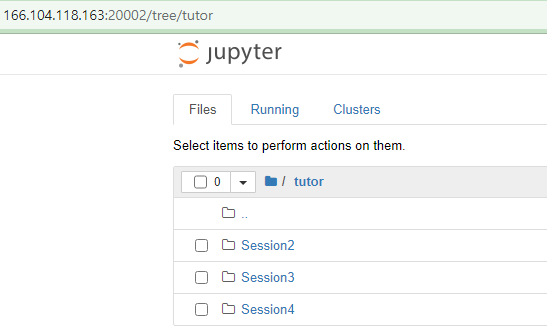 166.104.118.163:20002/tree/tutor
jupyter
Files Running Clusters
Select items to perform actions on them.
0 / tutor
..
Session2
Session3
Session4